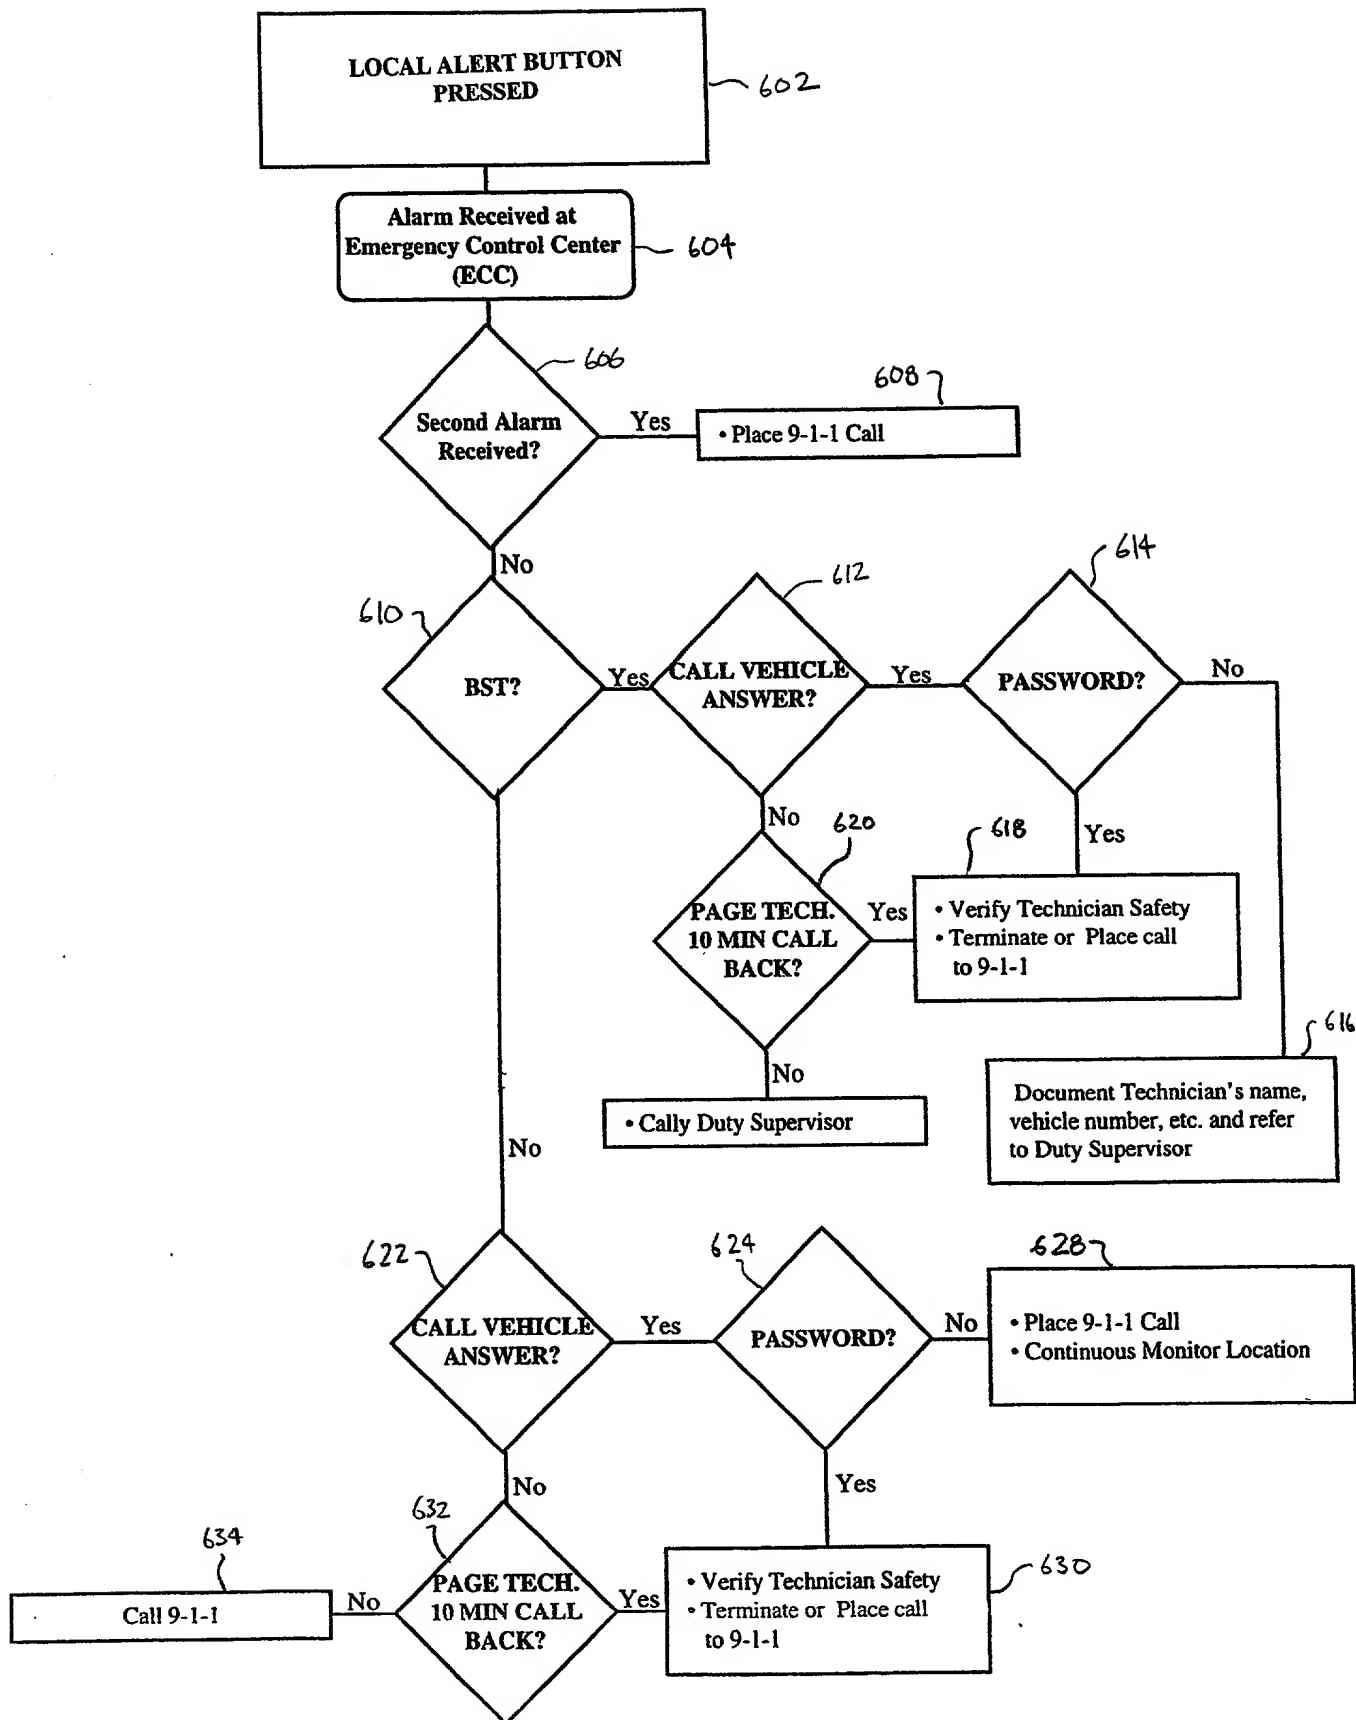 LOCAL ALERT BUTTON
PRESSED
602
Alarm Received at
Emergency Control Center
(ECC)
604
606
Second Alarm
Received?
Yes
608
• Place 9-1-1 Call
No
610
BST?
Yes
612
CALL VEHICLE
ANSWER?
Yes
614
PASSWORD?
No
No
620
618
Yes
PAGE TECH.
10 MIN CALL
BACK?
Yes
• Verify Technician Safety
• Terminate or Place call
to 9-1-1
616
No
• Cally Duty Supervisor
Document Technician's name,
vehicle number, etc. and refer
to Duty Supervisor
No
622
CALL VEHICLE
ANSWER?
Yes
624
PASSWORD?
No
628
• Place 9-1-1 Call
• Continuous Monitor Location
No
Yes
634
Call 9-1-1
No
632
PAGE TECH.
10 MIN CALL
BACK?
Yes
• Verify Technician Safety
• Terminate or Place call
to 9-1-1
630